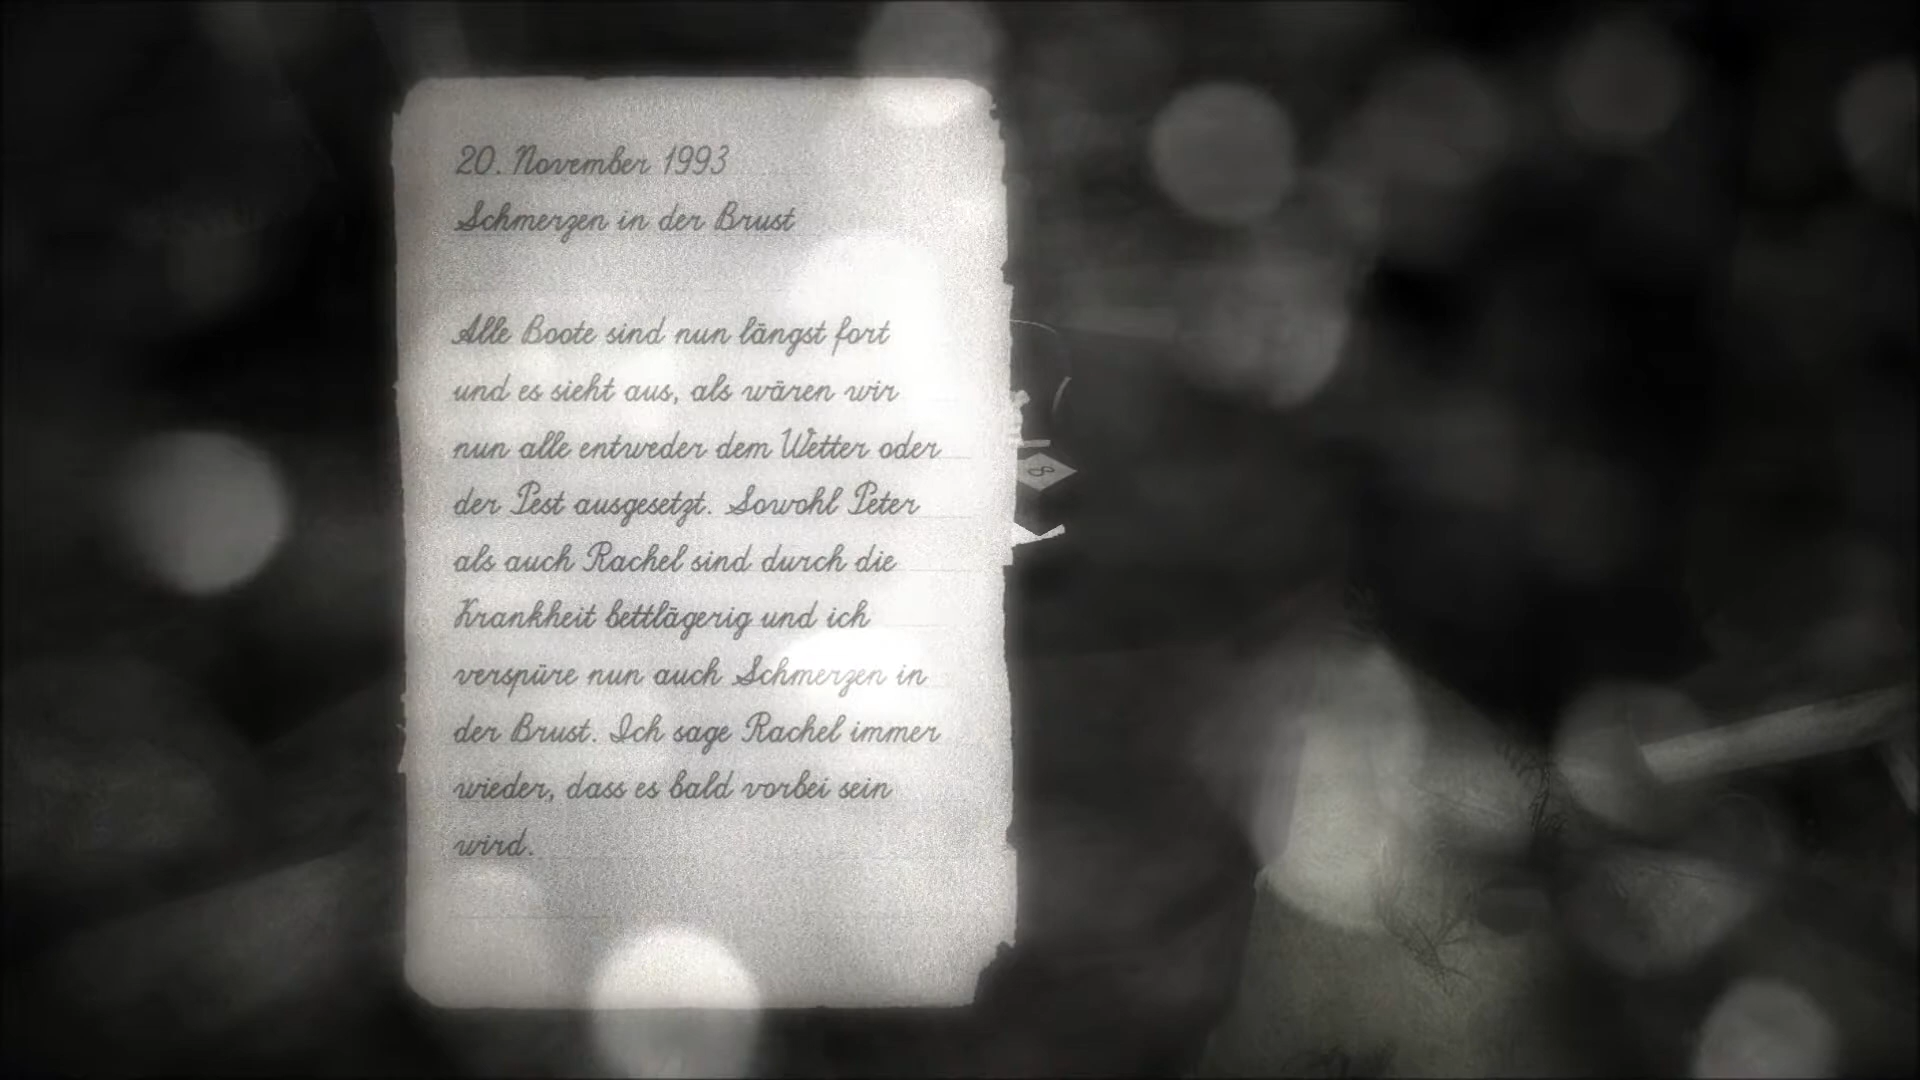 20. November 1993
Schmerzen in der Brust
Alle Boote sind nun längst fort
und es sieht aus, als wären wir
nun alle entweder dem Wetter oder
der Pest ausgesetzt. Sowohl Peter
als auch Rachel sind durch die
Krankheit bettlägerig und ich
verspüre nun auch Schmerzen in
der Brust. Ich sage Rachel immer
wieder, dass es bald vorbei sein
wird.
8